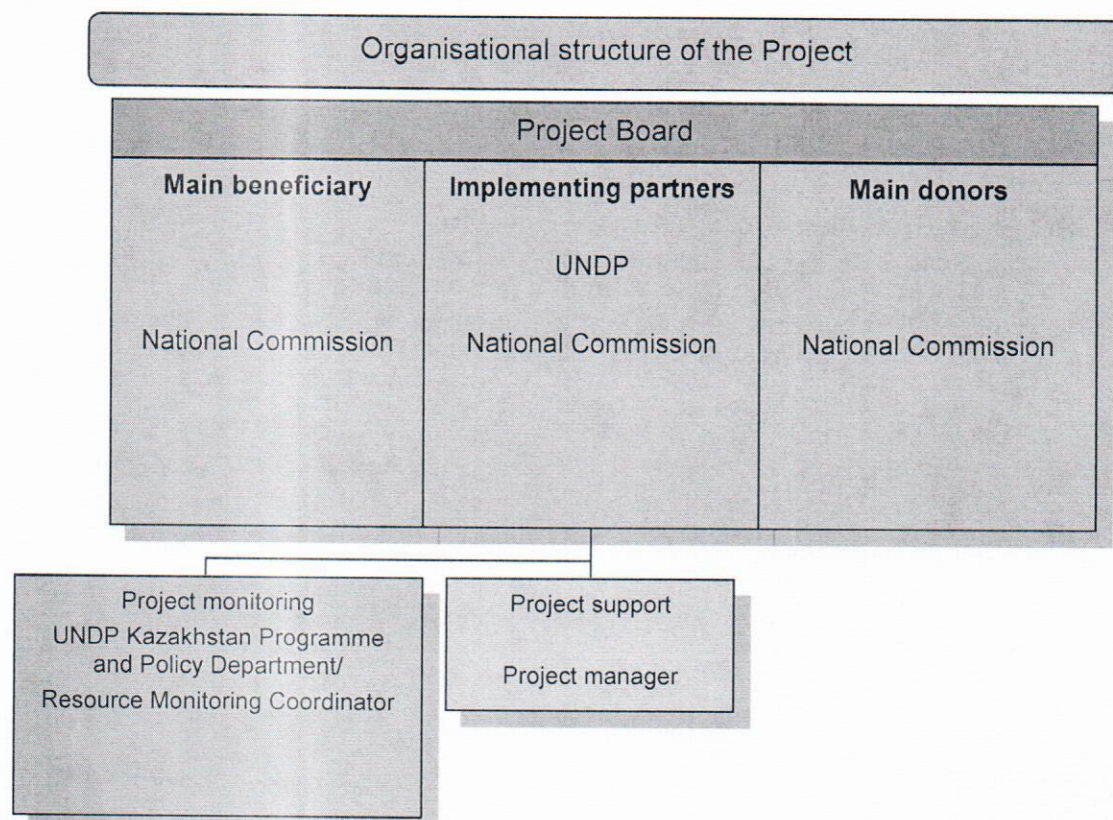 Organisational structure of the Project
Project Board
Main beneficiary
National Commission
Implementing partners
UNDP
National Commission
Main donors
National Commission
Project monitoring
UNDP Kazakhstan Programme
and Policy Department/
Resource Monitoring Coordinator
Project support
Project manager